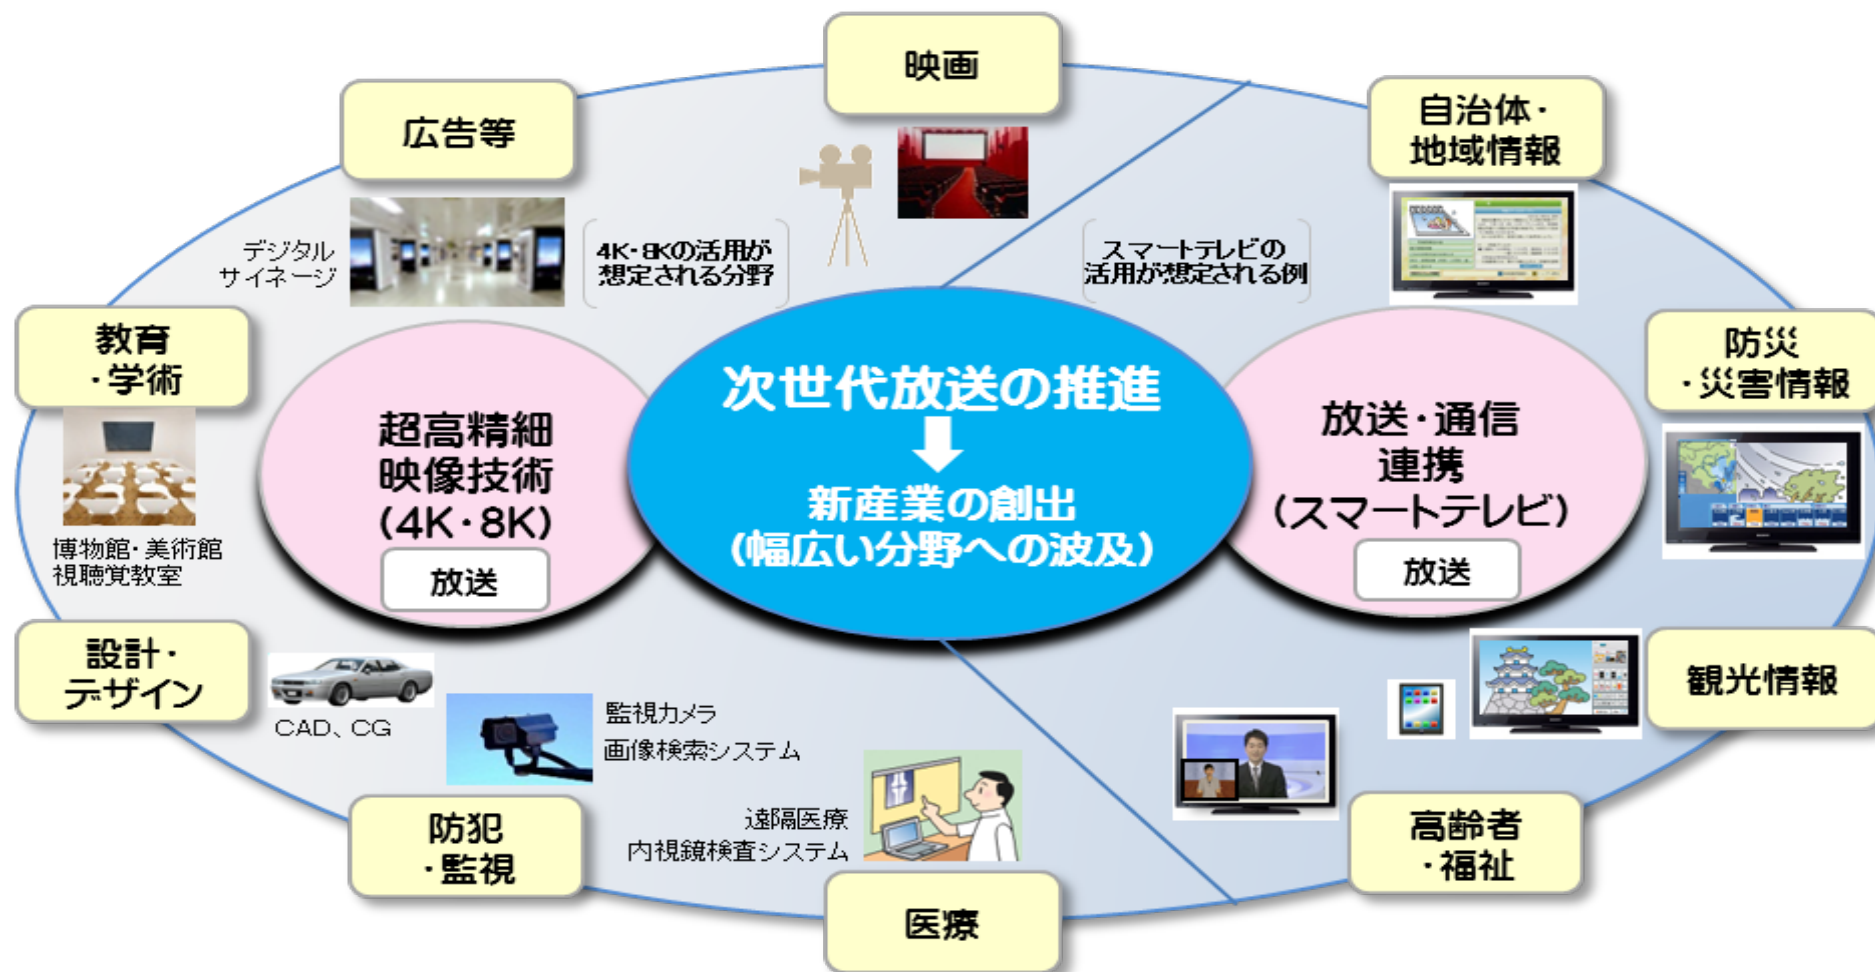 映画
広告等
自治体・
地域情報
デジタル
サイネージ
4K・8Kの活用が
想定される分野
スマートテレビの
活用が想定される例
教育
・学術
防災
・災害情報
次世代放送の推進
新産業の創出
(幅広い分野への波及)
超高精細
映像技術
(4K・8K)
放送
放送・通信
連携
(スマートテレビ)
放送
博物館・美術館
視聴覚教室
設計・
デザイン
CAD、CG
監視カメラ
画像検索システム
観光情報
防犯
・監視
遠隔医療
内視鏡検査システム
医療
高齢者
・福祉